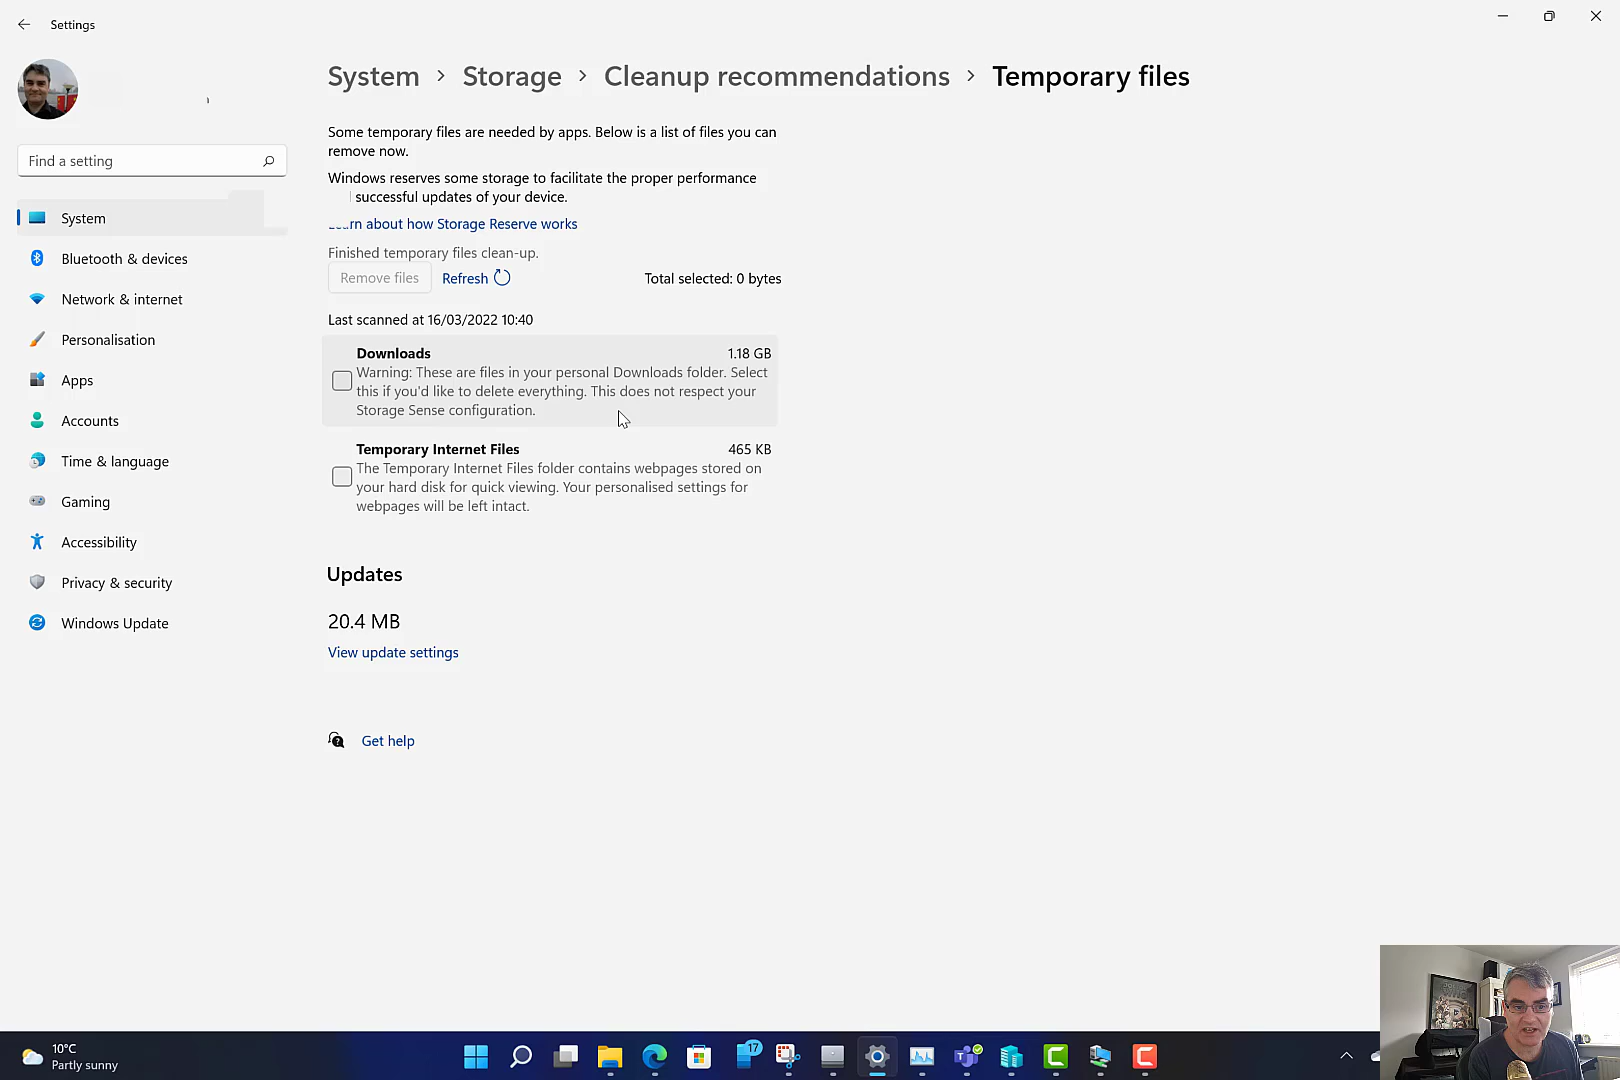 Settings
System > Storage > Cleanup recommendations > Temporary files
Some temporary files are needed by apps. Below is a list of files you can
remove now.
Find a setting
Windows reserves some storage to facilitate the proper performance
successful updates of your device.
Learn about how Storage Reserve works
Finished temporary files clean-up.
Remove files
Refresh
Total selected: 0 bytes
Last scanned at 16/03/2022 10:40
Downloads
1.18 GB
Warning: These are files in your personal Downloads folder. Select
this if you'd like to delete everything. This does not respect your
Storage Sense configuration.
Temporary Internet Files
465 KB
The Temporary Internet Files folder contains webpages stored on
your hard disk for quick viewing. Your personalised settings for
webpages will be left intact.
Updates
20.4 MB
View update settings
Get help
System
Bluetooth & devices
Network & internet
Personalisation
Apps
Accounts
Time & language
Gaming
Accessibility
Privacy & security
Windows Update
10°C
Partly sunny
17